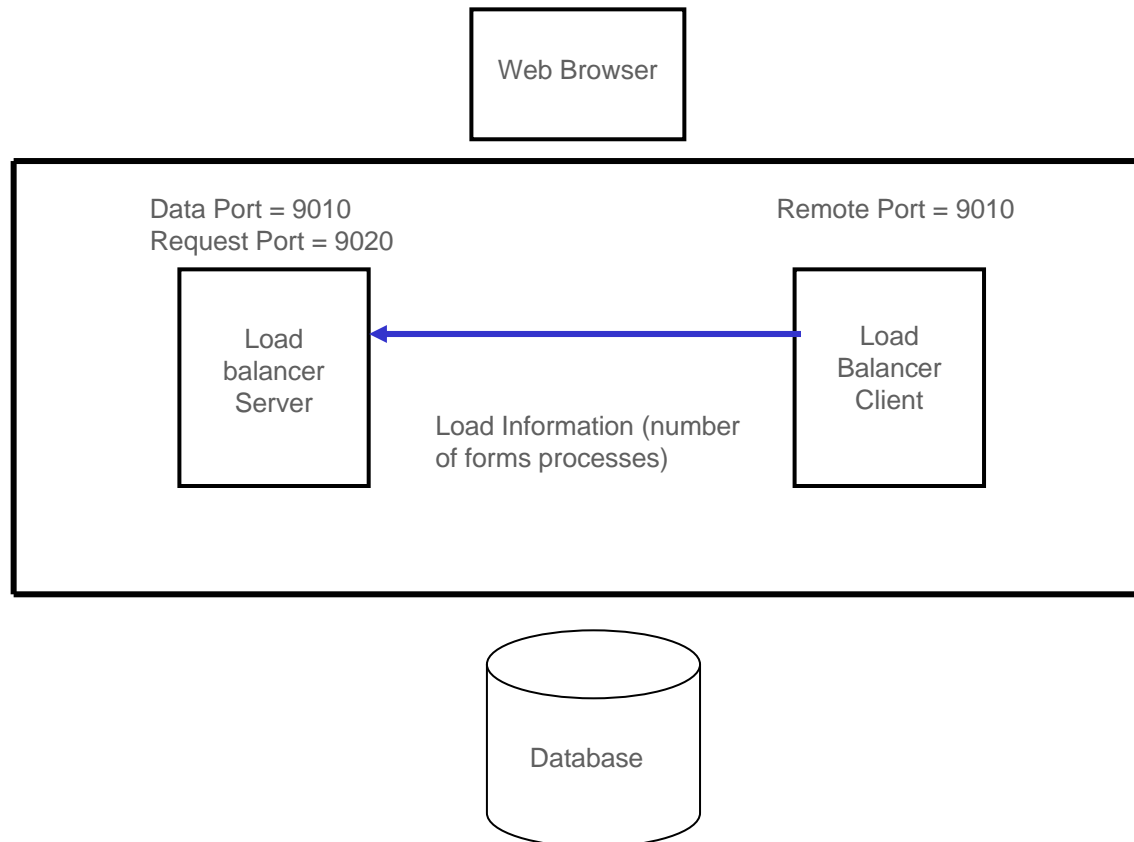 Web Browser
Data Port = 9010
Request Port = 9020
Remote Port = 9010
Load
balancer
Server
Load
Balancer
Client
Load Information (number
of forms processes)
Database